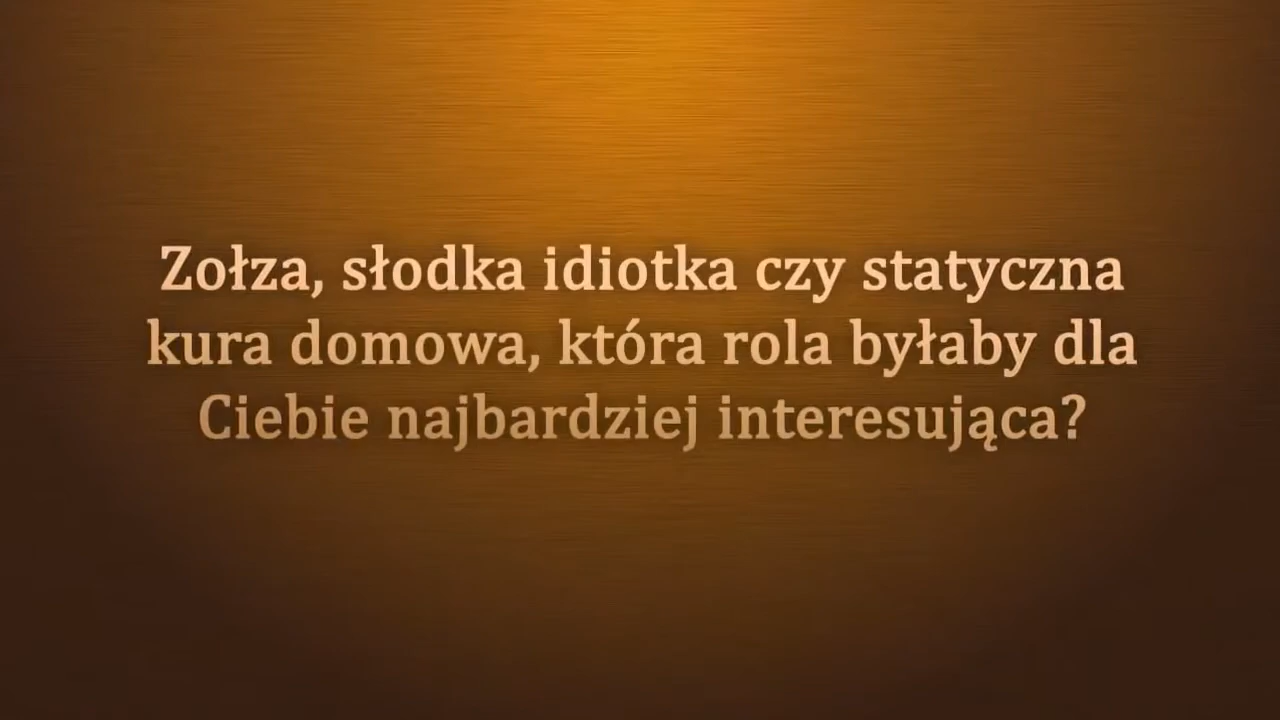 Zołza, słodka idiotka czy statyczna
kura domowa, która rola byłaby dla
Ciebie najbardziej interesująca?